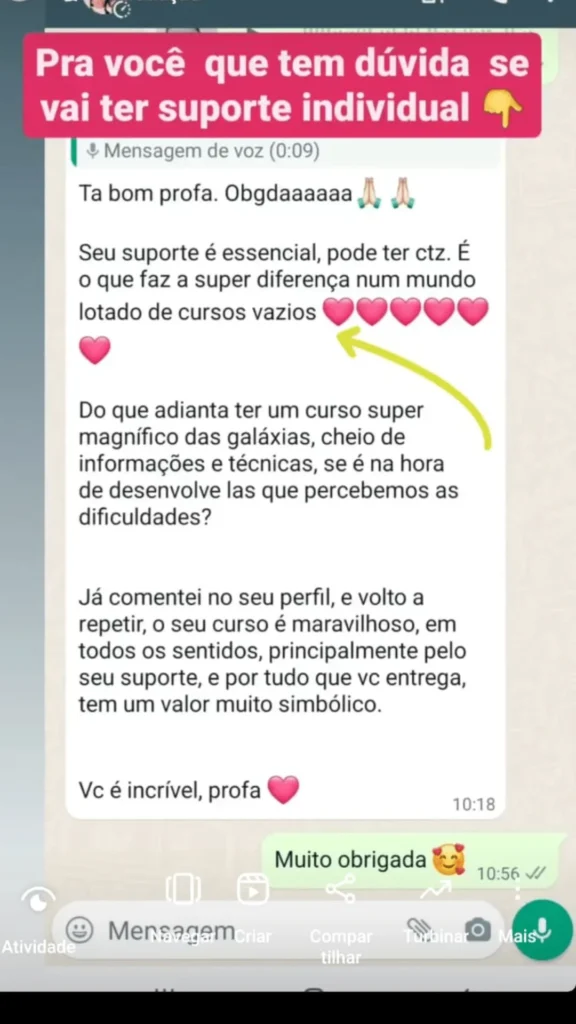 Pra você que tem dúvida se
vai ter suporte individual 👇
Mensagem de voz (0:09)
Ta bom profa. Obgdaaaaaa🙏🏻🙏🏻
Seu suporte é essencial, pode ter ctz. É
o que faz a super diferença num mundo
lotado de cursos vazios ❤️❤️❤️❤️❤️
❤️
Do que adianta ter um curso super
magnífico das galáxias, cheio de
informações e técnicas, se é na hora
de desenvolve las que percebemos as
dificuldades?
Já comentei no seu perfil, e volto a
repetir, o seu curso é maravilhoso, em
todos os sentidos, principalmente pelo
seu suporte, e por tudo que vc entrega,
tem um valor muito simbólico.
Vc é incrível, profa ❤️
10:18
Muito obrigada 🥰
10:56
Mensagem
Atividade
Navegar
Criar
Compar
tilhar
Turbinar
Mais